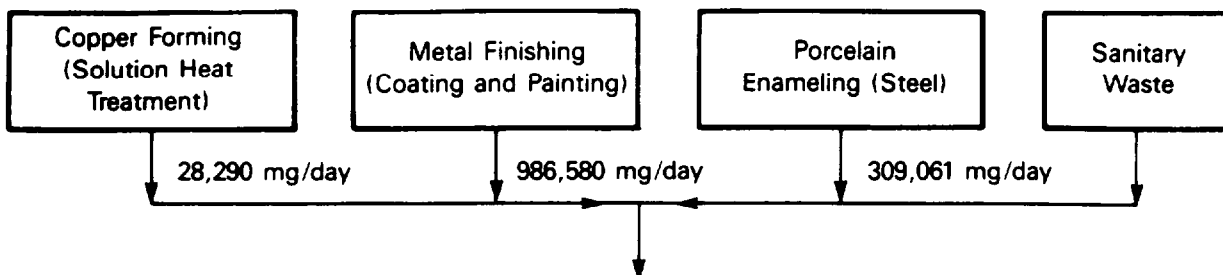 Copper Forming
(Solution Heat
Treatment)
Metal Finishing
(Coating and Painting)
Porcelain
Enameling (Steel)
Sanitary
Waste
28,290 mg/day
986,580 mg/day
309,061 mg/day